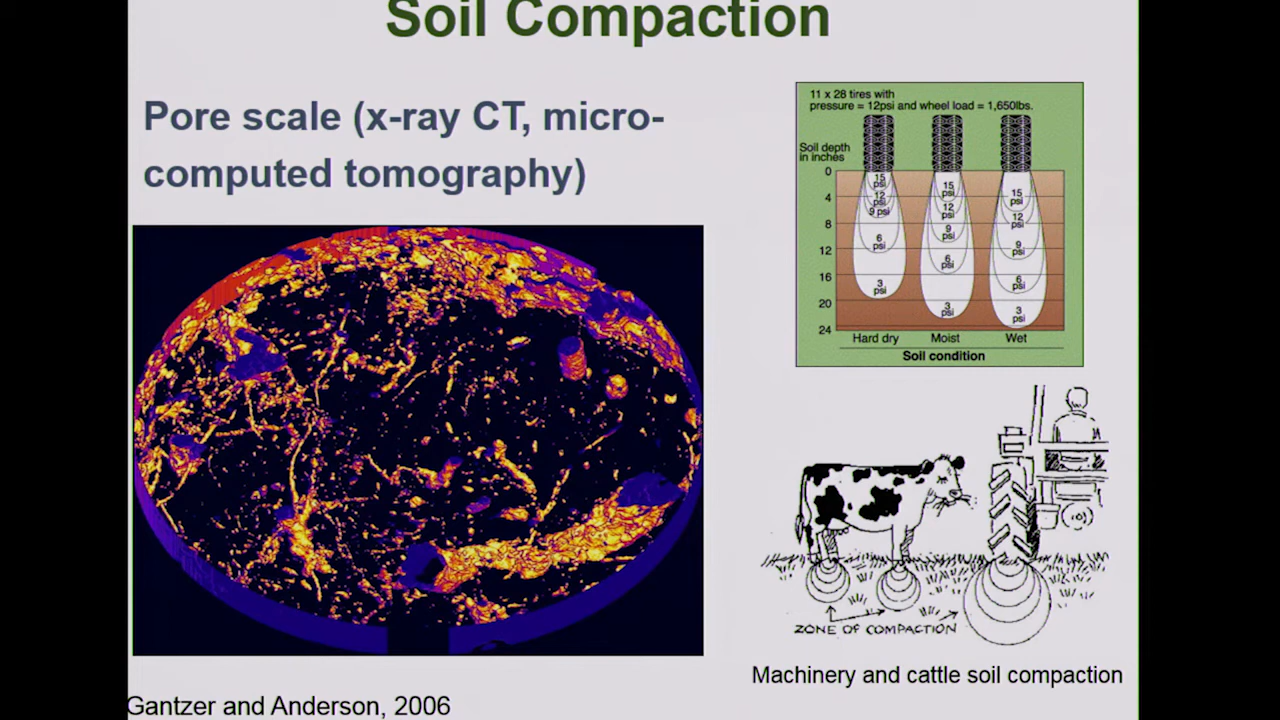 Soil Compaction
Pore scale (x-ray CT, micro-
computed tomography)
11 x 28 tires with
pressure = 12psi and wheel load = 1,650lbs.
Soil depth
in inches
0
4
8
12
16
20
24
15
psi
12
psi
9 psi
6
psi
3
psi
15
psi
12
psi
9
psi
6
psi
3
psi
15
psi
12
psi
9
psi
6
psi
3
psi
Hard dry Moist Wet
Soil condition
ZONE OF COMPACTION
Machinery and cattle soil compaction
Gantzer and Anderson, 2006